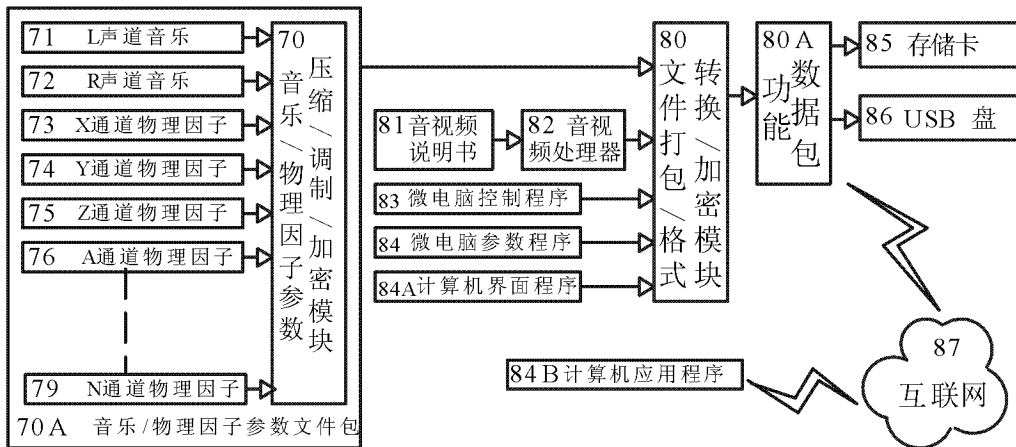 71 L声道音乐
72 R声道音乐
73 X通道物理因子
74 Y通道物理因子
75 Z通道物理因子
76 A通道物理因子
79 N通道物理因子
70 音乐/物理因子参数
压缩/调制/加密模块
70A 音乐/物理因子参数文件包
81音视频
说明书
82 音视
频处理器
83 微电脑控制程序
84 微电脑参数程序
84A计算机界面程序
80 文件打包/格式
转换/加密模块
80A 功能
数据包
85 存储卡
86 USB 盘
84B计算机应用程序
87
互联网